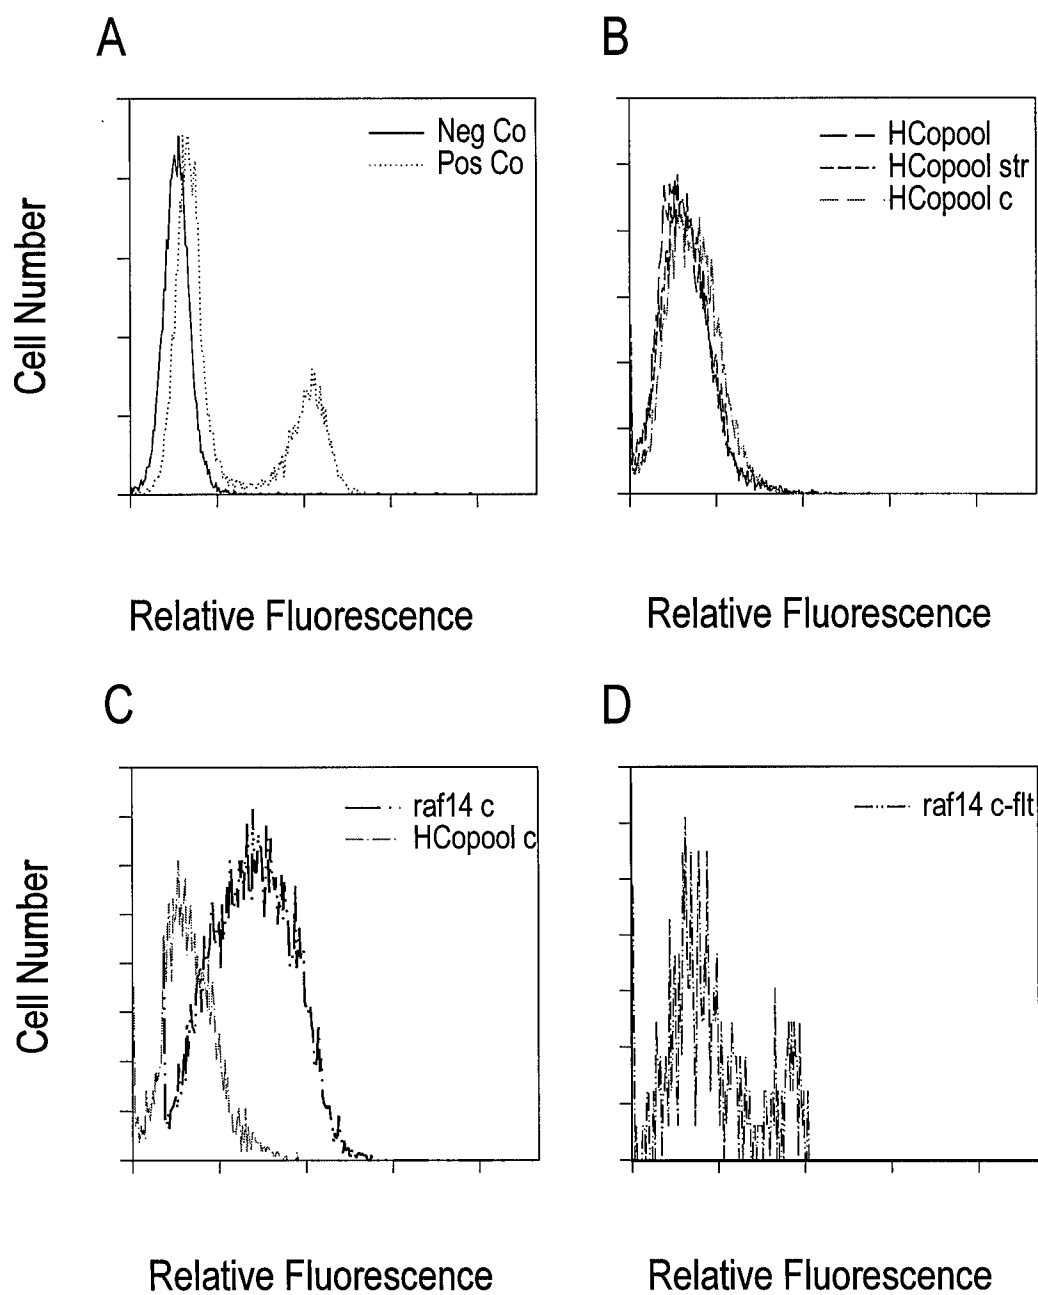 A
B
Neg Co
Pos Co
HCopool
HCopool str
HCopool c
Cell Number
Relative Fluorescence
Relative Fluorescence
C
D
raf14 c
HCopool c
raf14 c-flt
Cell Number
Relative Fluorescence
Relative Fluorescence